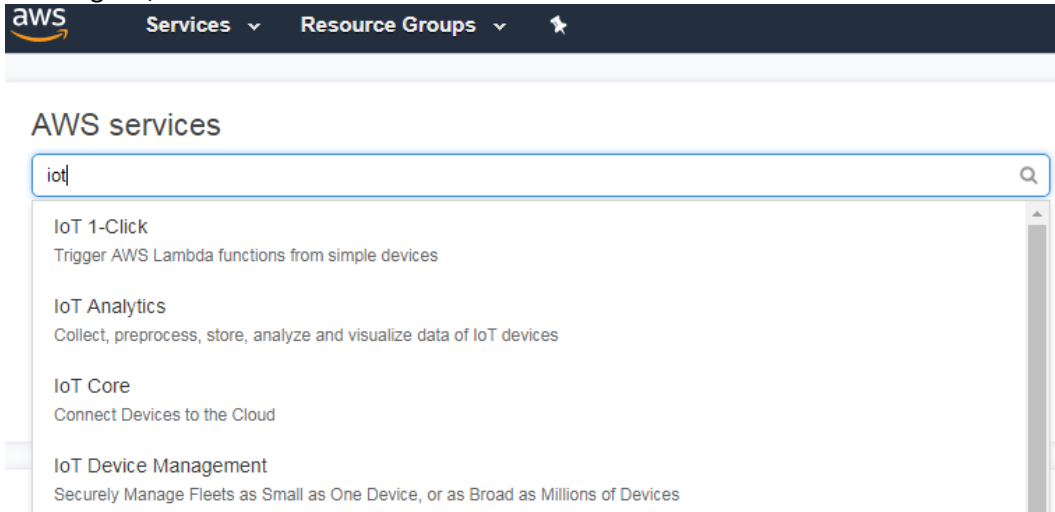 aws Services Resource Groups
AWS services
iot
IoT 1-Click
Trigger AWS Lambda functions from simple devices
IoT Analytics
Collect, preprocess, store, analyze and visualize data of IoT devices
IoT Core
Connect Devices to the Cloud
IoT Device Management
Securely Manage Fleets as Small as One Device, or as Broad as Millions of Devices